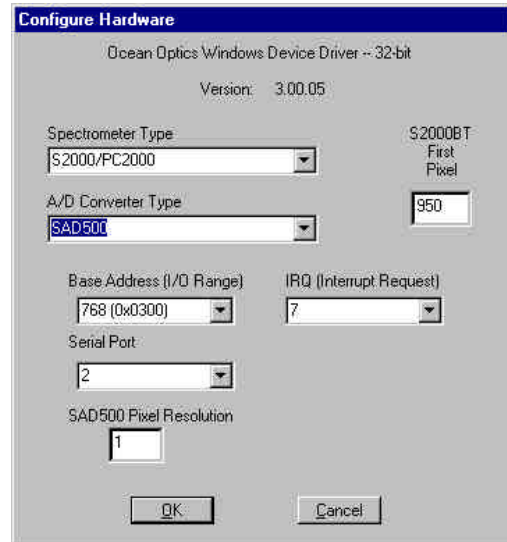 Configure Hardware
Ocean Optics Windows Device Driver -- 32-bit
Version: 3.00.05
Spectrometer Type
S2000/PC2000
S2000BT
First
Pixel
950
A/D Converter Type
SAD500
Base Address (I/O Range)
768 (0x0300)
IRQ (Interrupt Request)
7
Serial Port
2
SAD500 Pixel Resolution
1
OK
Cancel